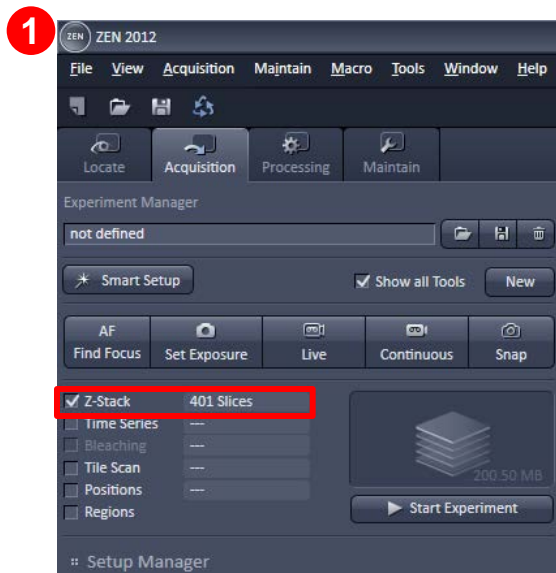 1
ZEN ZEN 2012
File View Acquisition Maintain Macro Tools Window Help
Locate Acquisition Processing Maintain
Experiment Manager
not defined
Smart Setup Show all Tools New
AF
Find Focus Set Exposure Live Continuous Snap
Z-Stack 401 Slices
Time Series ---
Bleaching ---
Tile Scan ---
Positions ---
Regions
200.50 MB
Start Experiment
Setup Manager